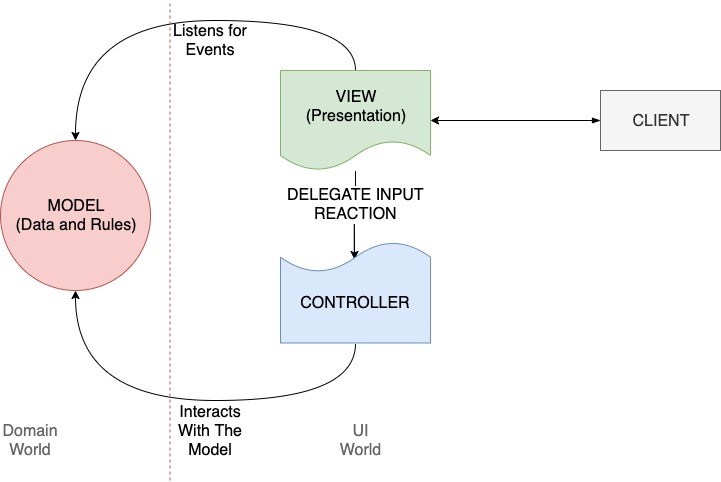 Listens for
Events
VIEW
(Presentation)
CLIENT
MODEL
(Data and Rules)
DELEGATE INPUT
REACTION
CONTROLLER
Interacts
With The
Model
Domain
World
UI
World